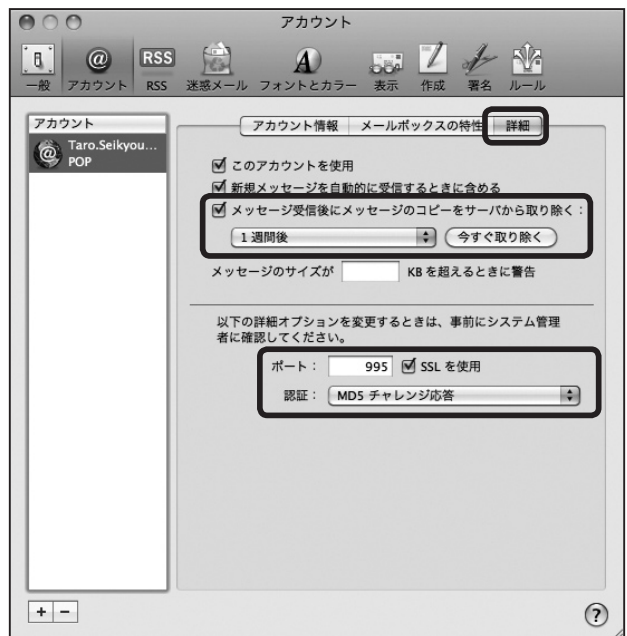 アカウント
RSS
一般 アカウント RSS 迷惑メール フォントとカラー 表示 作成 署名 ルール
アカウント
Taro.Seikyou...
POP
アカウント情報 メールボックスの特性 詳細
このアカウントを使用
新規メッセージを自動的に受信するときに含める
メッセージ受信後にメッセージのコピーをサーバから取り除く：
1 週間後 今すぐ取り除く
メッセージのサイズが KB を超えるときに警告
以下の詳細オプションを変更するときは、事前にシステム管理
者に確認してください。
ポート： 995 SSL を使用
認証： MD5 チャレンジ応答
+ - ?